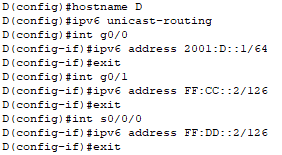 D(config)#hostname D
D(config)#ipv6 unicast-routing
D(config)#int g0/0
D(config-if)#ipv6 address 2001:D::1/64
D(config-if)#exit
D(config)#int g0/1
D(config-if)#ipv6 address FF:CC::2/126
D(config-if)#exit
D(config)#int s0/0/0
D(config-if)#ipv6 address FF:DD::2/126
D(config-if)#exit